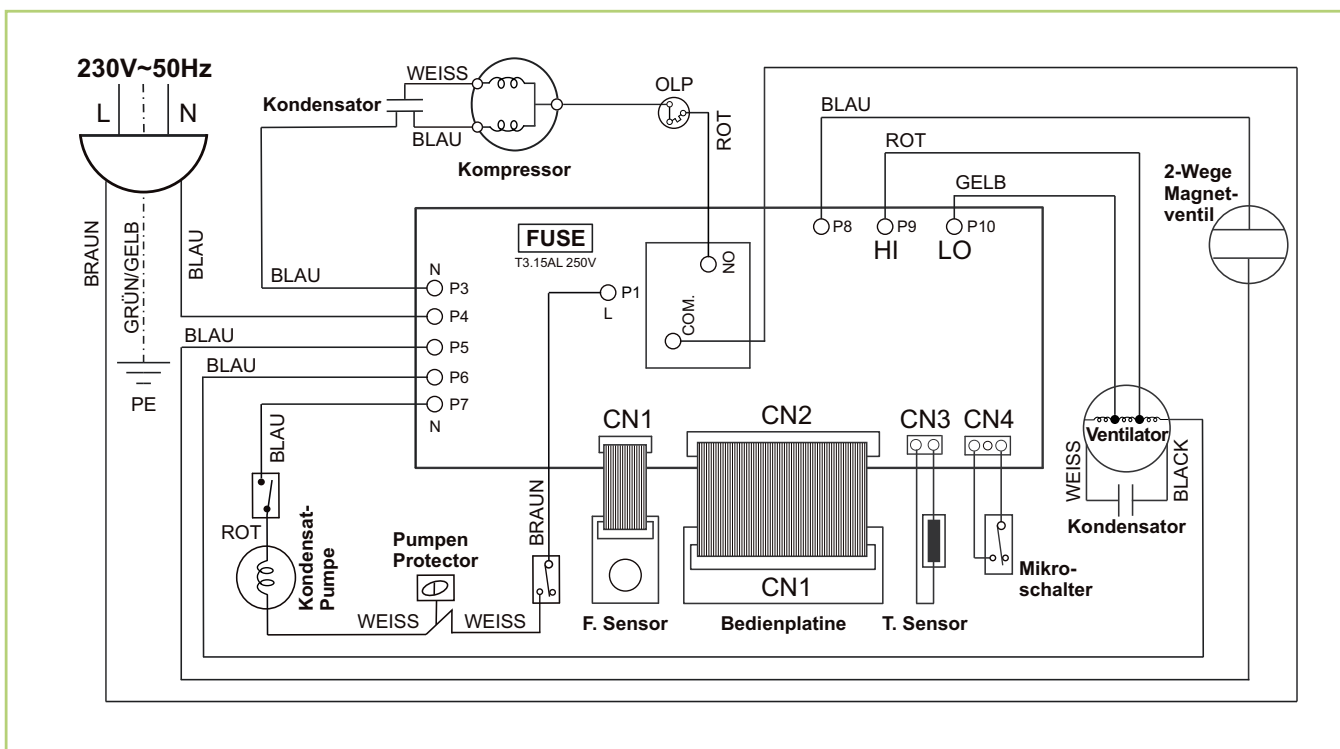 230V~50Hz
L
N
BRAUN
GRÜN/GELB
BLAU
PE
Kondensator
WEISS
BLAU
Kompressor
OLP
ROT
BLAU
ROT
GELB
2-Wege
Magnet-
ventil
FUSE
T3.15AL 250V
P8
P9
P10
HI
LO
NO
COM.
P1
L
BLAU
N
P3
P4
BLAU
P5
BLAU
P6
P7
N
BLAU
ROT
Kondensat-
Pumpe
Pumpen
Protector
WEISS
WEISS
BRAUN
CN1
F. Sensor
CN2
CN1
Bedienplatine
CN3
T. Sensor
CN4
Mikro-
schalter
Ventilator
WEISS
BLACK
Kondensator